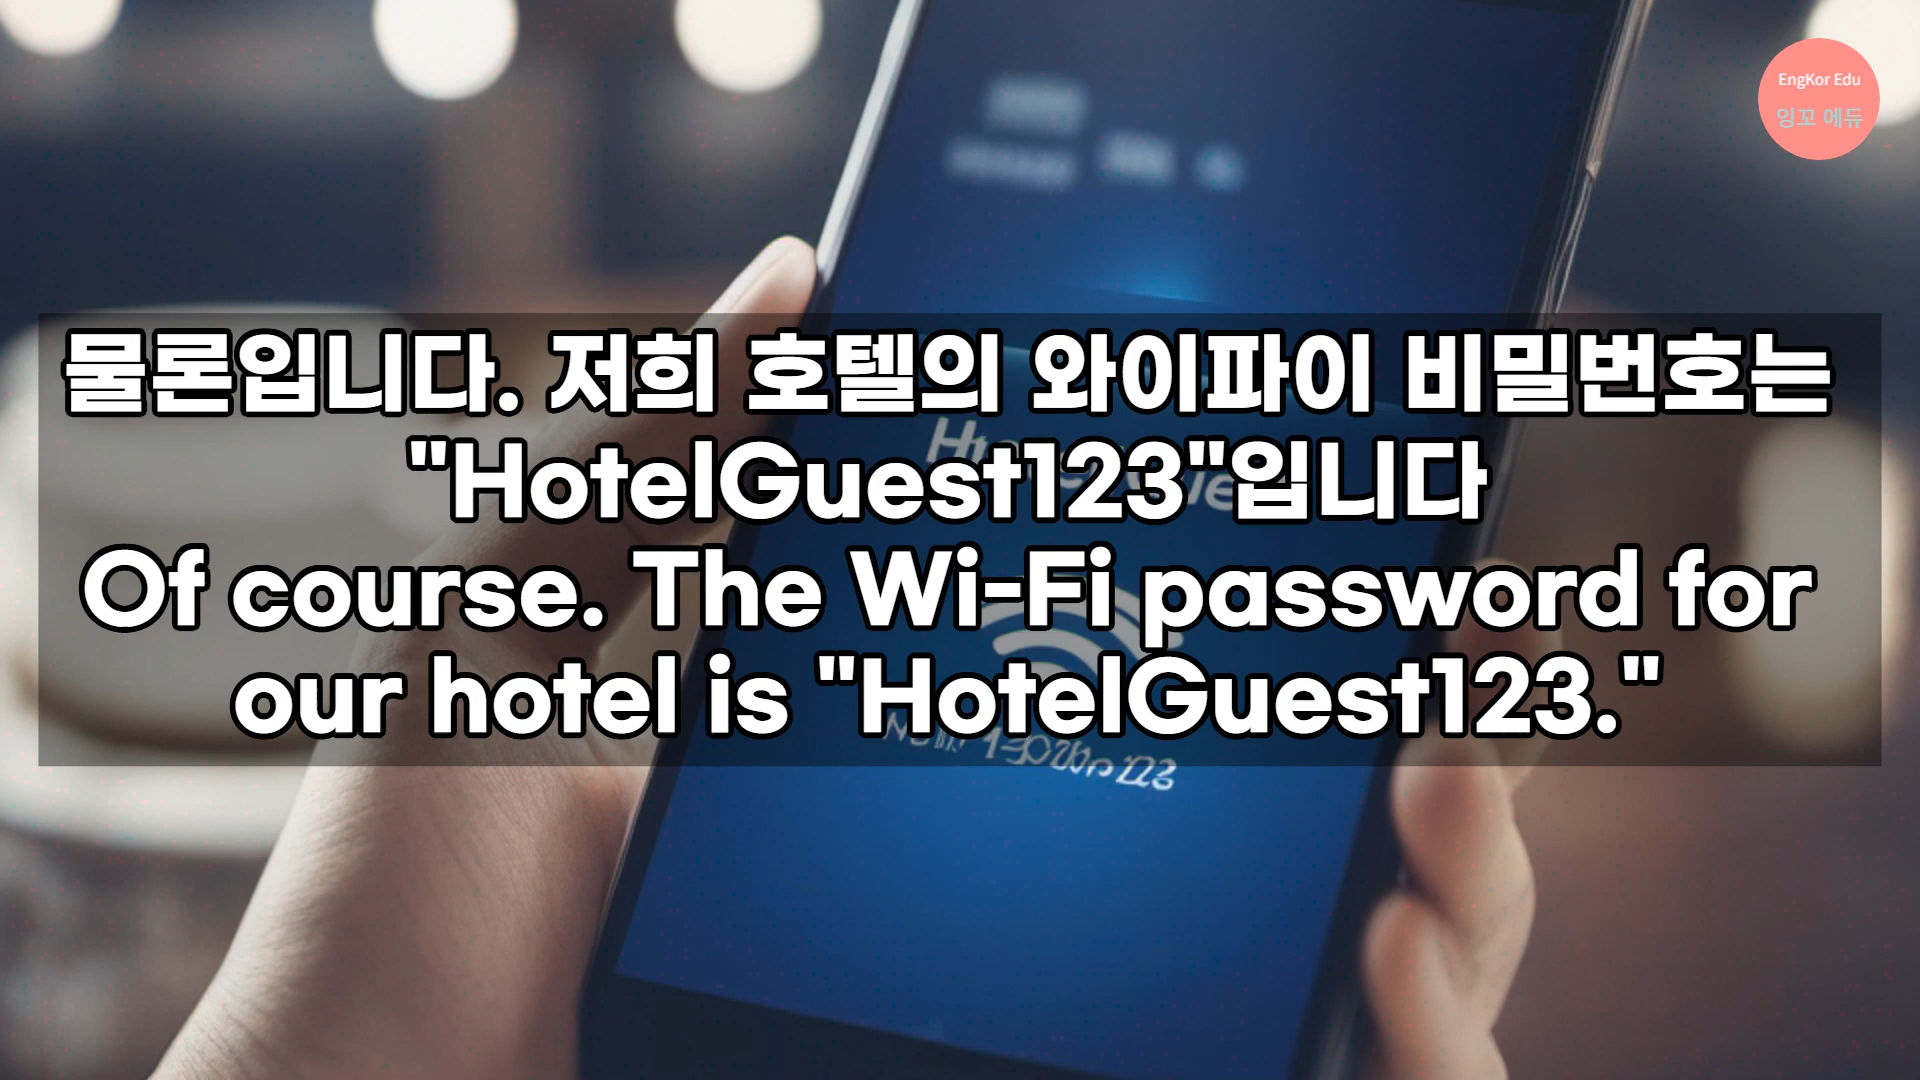 EngKor Edu
잉꼬 에듀
물론입니다. 저희 호텔의 와이파이 비밀번호는
"HotelGuest123"입니다
Of course. The Wi-Fi password for
our hotel is "HotelGuest123."